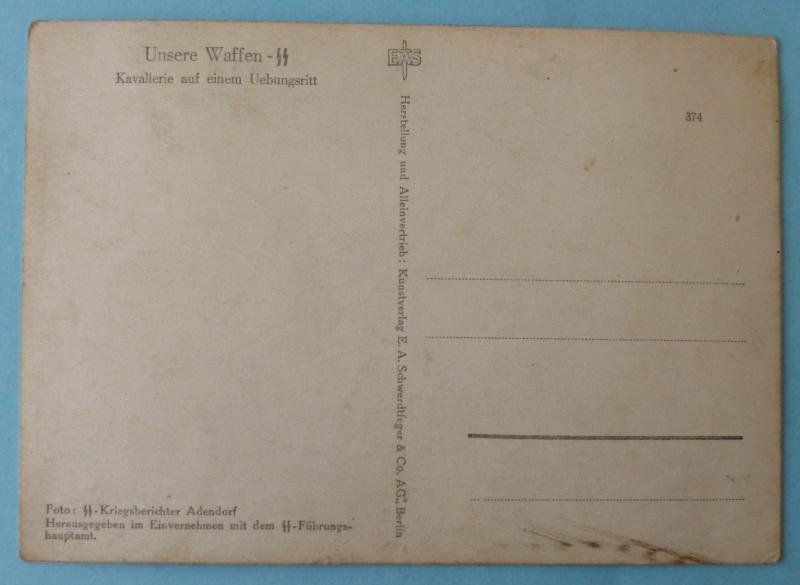 Unsere Waffen-ᛋᛋ
Kavallerie auf einem Uebungsritt
EAS
Herstellung und Alleinvertrieb: Kunstverlag E. A. Schwerdtfeger & Co. AG., Berlin
374
Foto: ᛋᛋ-Kriegsberichter Adendorf
Herausgegeben im Einvernehmen mit dem ᛋᛋ-Führungs-
hauptamt.